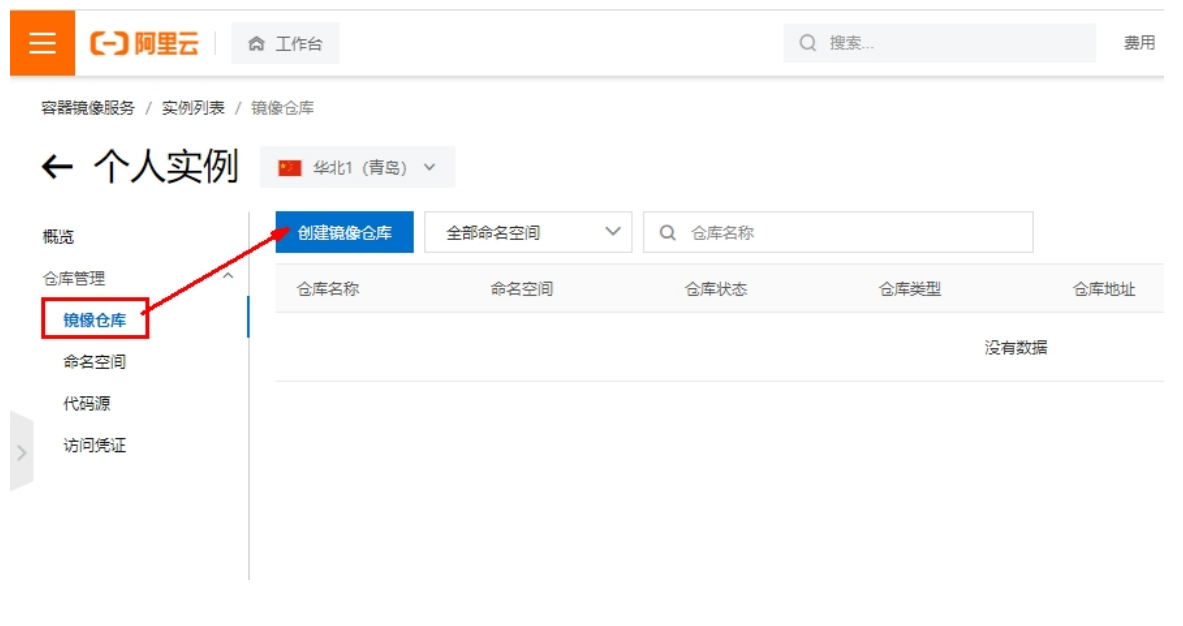 阿里云 工作台 搜索... 费用
容器镜像服务 / 实例列表 / 镜像仓库
个人实例 华北1（青岛）
概览
仓库管理
镜像仓库
命名空间
代码源
访问凭证
创建镜像仓库 全部命名空间 仓库名称
仓库名称 命名空间 仓库状态 仓库类型 仓库地址
没有数据